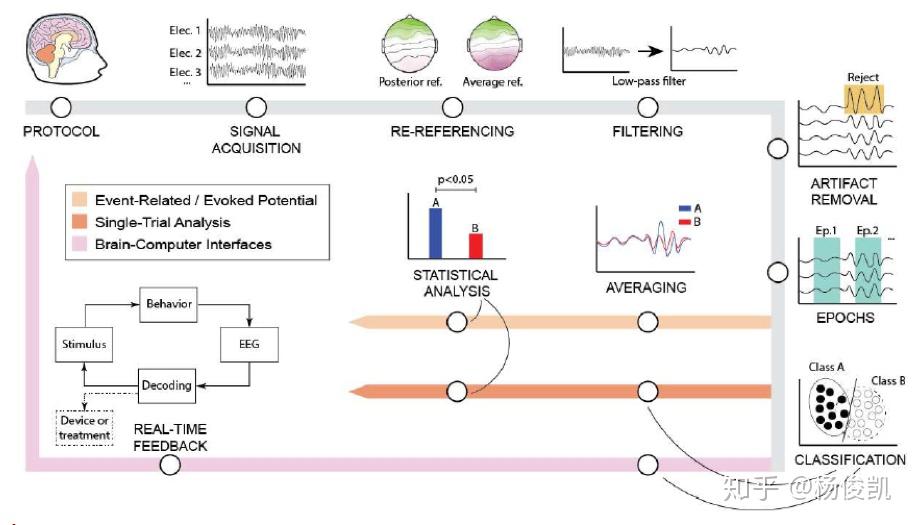 Elec. 1
Elec. 2
Elec. 3
...
Posterior ref.
Average ref.
Low-pass filter
Reject
PROTOCOL
SIGNAL
ACQUISITION
RE-REFERENCING
FILTERING
ARTIFACT
REMOVAL
Event-Related / Evoked Potential
Single-Trial Analysis
Brain-Computer Interfaces
p<0.05
A
B
STATISTICAL
ANALYSIS
A
B
AVERAGING
Ep.1
Ep.2
...
EPOCHS
Behavior
Stimulus
EEG
Decoding
Device or
treatment
REAL-TIME
FEEDBACK
Class A
Class B
CLASSIFICATION
知乎 @杨俊凯